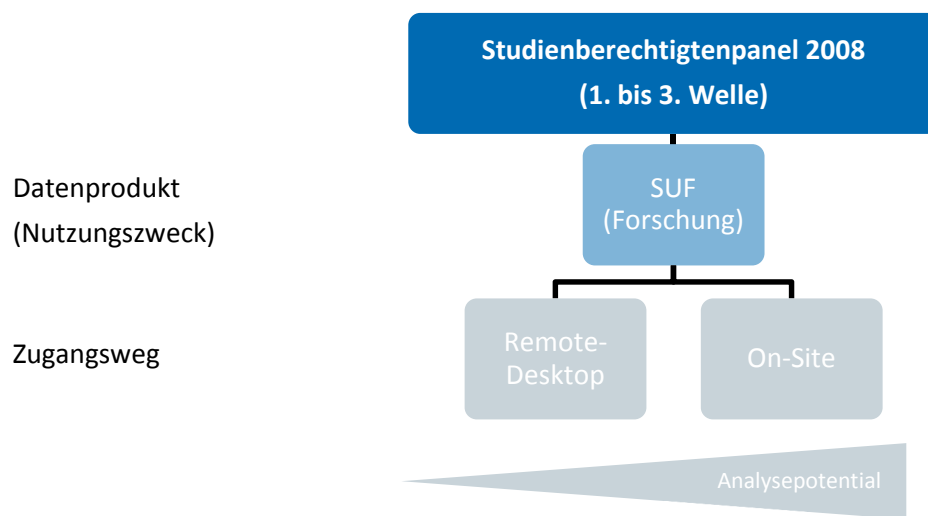 Studienberechtigtenpanel 2008
(1. bis 3. Welle)
Datenprodukt
(Nutzungszweck)
SUF
(Forschung)
Zugangsweg
Remote-
Desktop
On-Site
Analysepotential